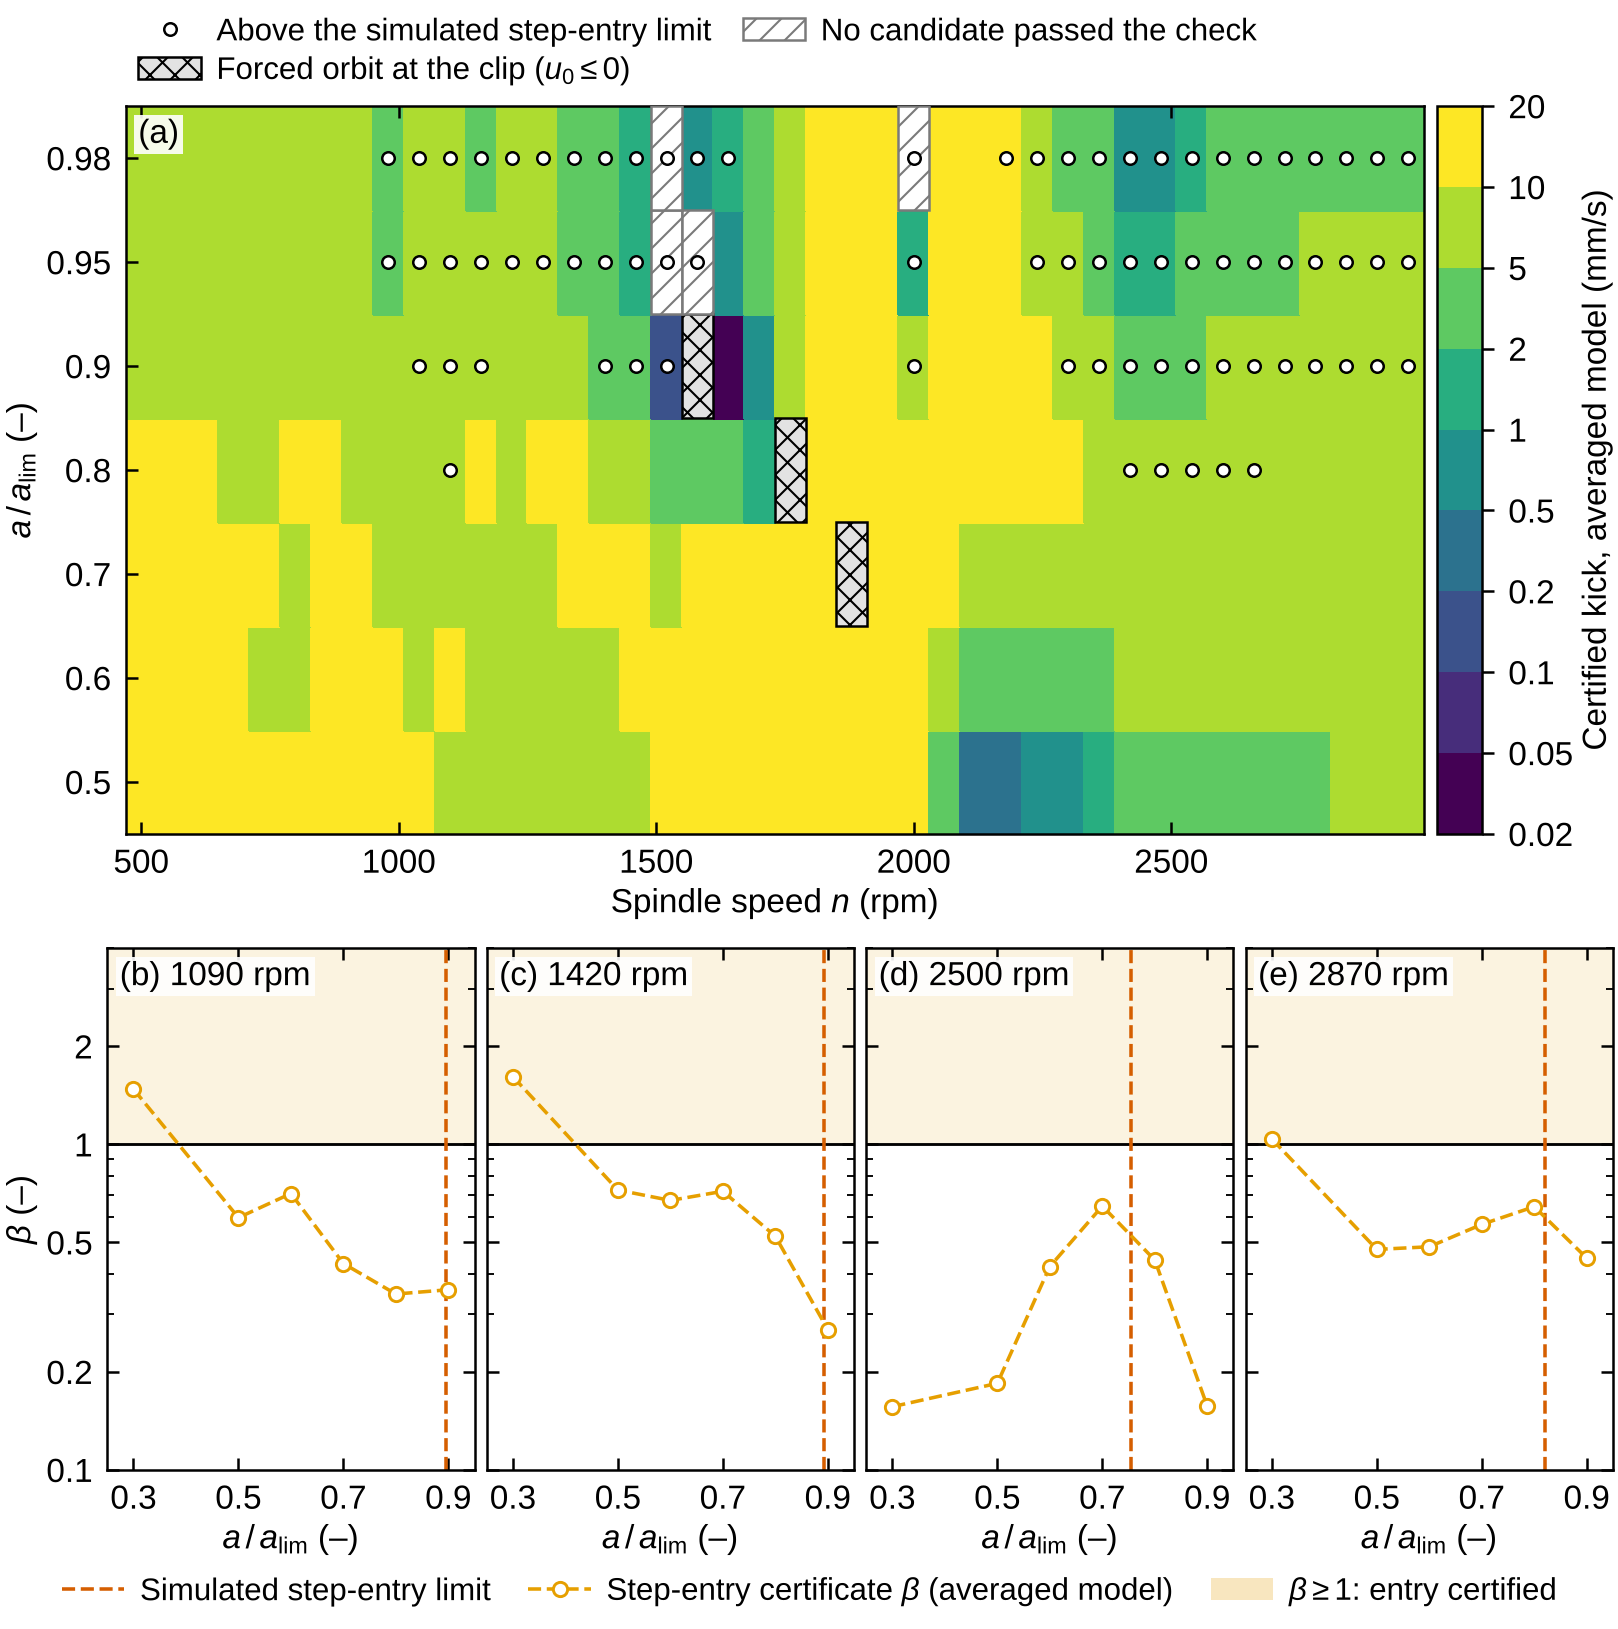 Above the simulated step-entry limit
No candidate passed the check
Forced orbit at the clip (u0 ≤ 0)
(a)
0.98
0.95
0.9
0.8
0.7
0.6
0.5
a / alim (–)
500 1000 1500 2000 2500
Spindle speed n (rpm)
20
10
5
2
1
0.5
0.2
0.1
0.05
0.02
Certified kick, averaged model (mm/s)
(b) 1090 rpm
(c) 1420 rpm
(d) 2500 rpm
(e) 2870 rpm
2
1
0.5
0.2
0.1
β (–)
0.3 0.5 0.7 0.9
0.3 0.5 0.7 0.9
0.3 0.5 0.7 0.9
0.3 0.5 0.7 0.9
a / alim (–)
a / alim (–)
a / alim (–)
a / alim (–)
Simulated step-entry limit
Step-entry certificate β (averaged model)
β ≥ 1: entry certified